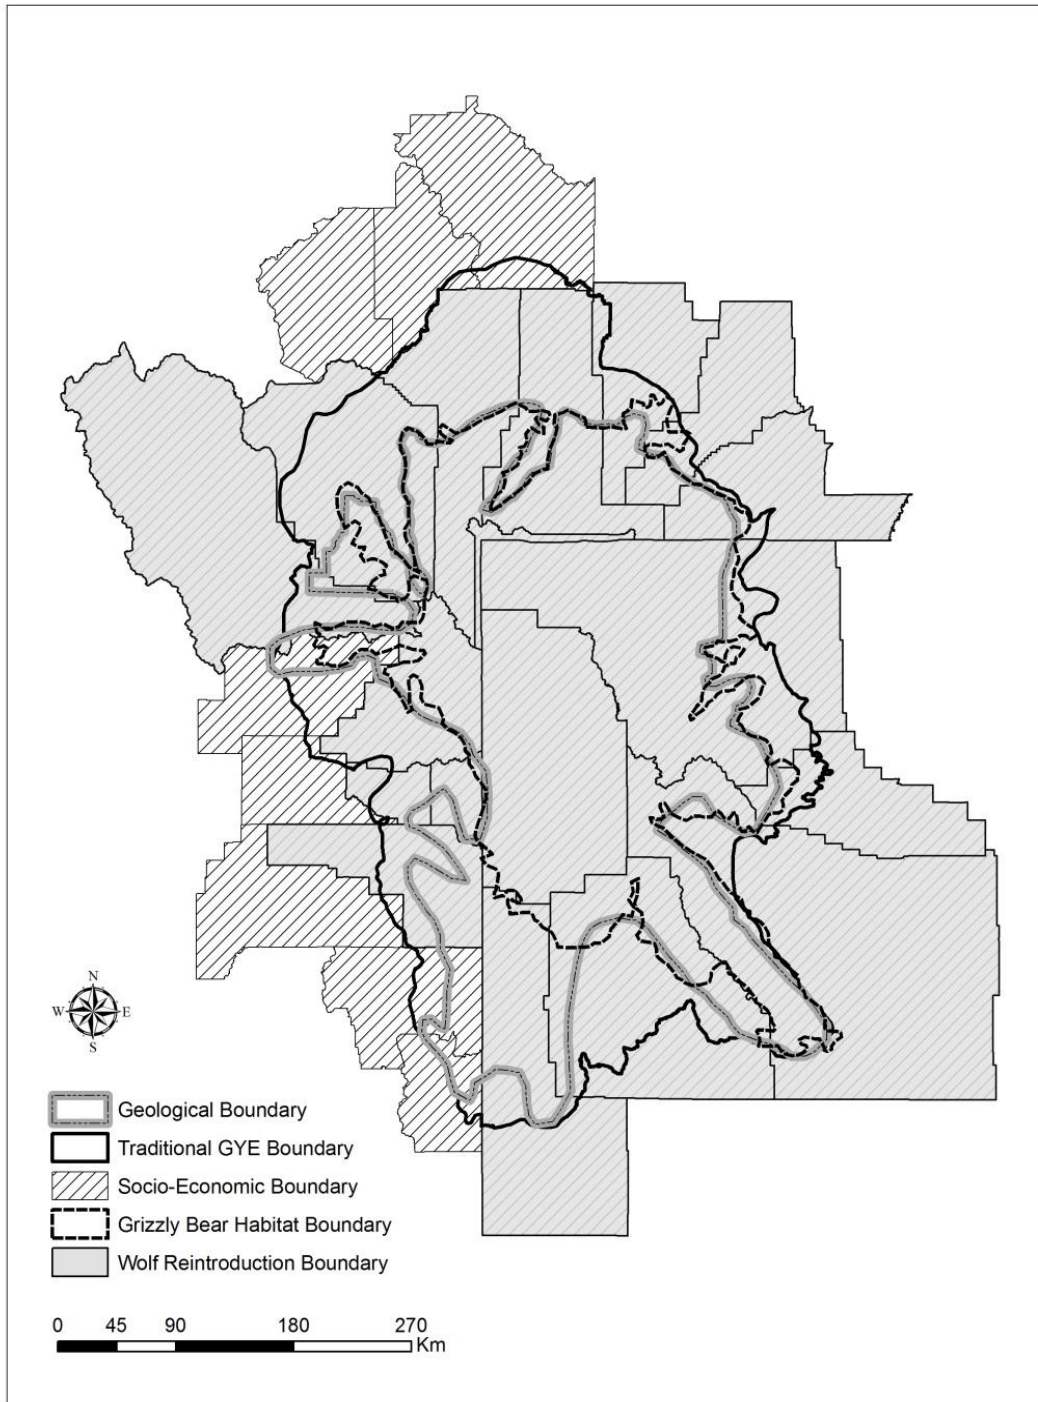 N
W E
S
Geological Boundary
Traditional GYE Boundary
Socio-Economic Boundary
Grizzly Bear Habitat Boundary
Wolf Reintroduction Boundary
0 45 90 180 270
Km